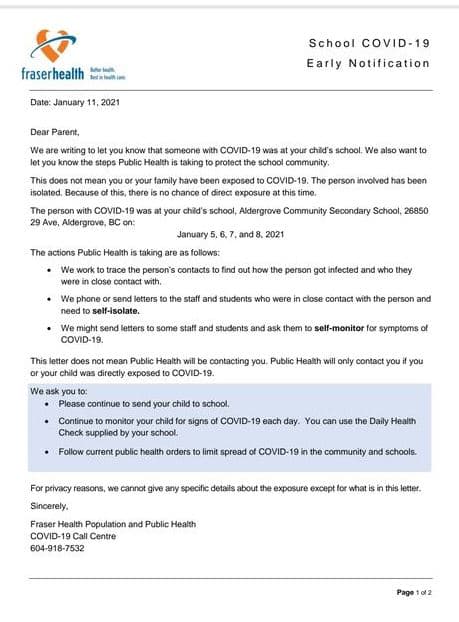 School COVID-19
Early Notification
fraserhealth
Better health.
Best in health care.
Date: January 11, 2021
Dear Parent,
We are writing to let you know that someone with COVID-19 was at your child's school. We also want to
let you know the steps Public Health is taking to protect the school community.
This does not mean you or your family have been exposed to COVID-19. The person involved has been
isolated. Because of this, there is no chance of direct exposure at this time.
The person with COVID-19 was at your child's school, Aldergrove Community Secondary School, 26850
29 Ave, Aldergrove, BC on:
January 5, 6, 7, and 8, 2021
The actions Public Health is taking are as follows:
• We work to trace the person's contacts to find out how the person got infected and who they
were in close contact with.
• We phone or send letters to the staff and students who were in close contact with the person and
need to self-isolate.
• We might send letters to some staff and students and ask them to self-monitor for symptoms of
COVID-19.
This letter does not mean Public Health will be contacting you. Public Health will only contact you if you
or your child was directly exposed to COVID-19.
We ask you to:
• Please continue to send your child to school.
• Continue to monitor your child for signs of COVID-19 each day. You can use the Daily Health
Check supplied by your school.
• Follow current public health orders to limit spread of COVID-19 in the community and schools.
For privacy reasons, we cannot give any specific details about the exposure except for what is in this letter.
Sincerely,
Fraser Health Population and Public Health
COVID-19 Call Centre
604-918-7532
Page 1 of 2